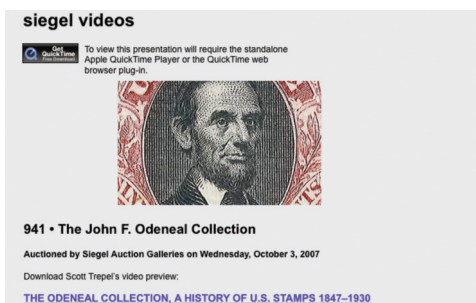 siegel videos
Get
QuickTime
Free Download
To view this presentation will require the standalone
Apple QuickTime Player or the QuickTime web
browser plug-in.
941 • The John F. Odeneal Collection
Auctioned by Siegel Auction Galleries on Wednesday, October 3, 2007
Download Scott Trepel's video preview:
THE ODENEAL COLLECTION, A HISTORY OF U.S. STAMPS 1847–1930